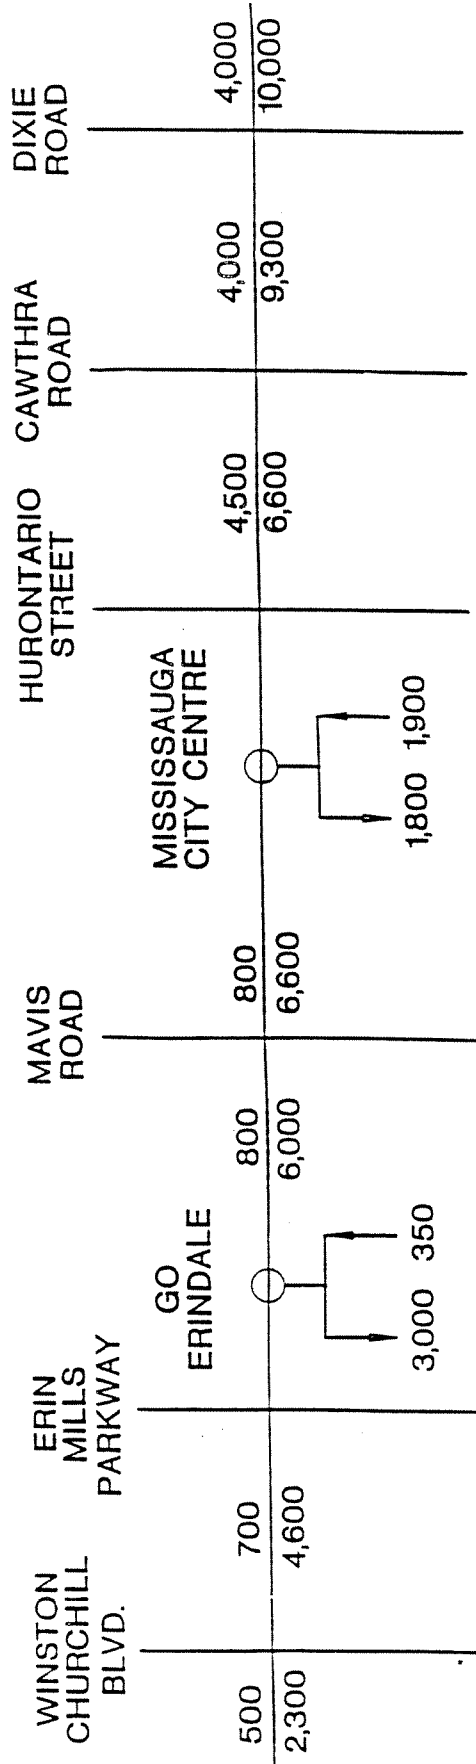 WINSTON
CHURCHILL
BLVD.
ERIN
MILLS
PARKWAY
GO
ERINDALE
MAVIS
ROAD
MISSISSAUGA
CITY CENTRE
HURONTARIO
STREET
CAWTHRA
ROAD
DIXIE
ROAD
500
2,300
700
4,600
3,000 350
800
6,000
800
6,600
1,800 1,900
4,500
6,600
4,000
9,300
4,000
10,000